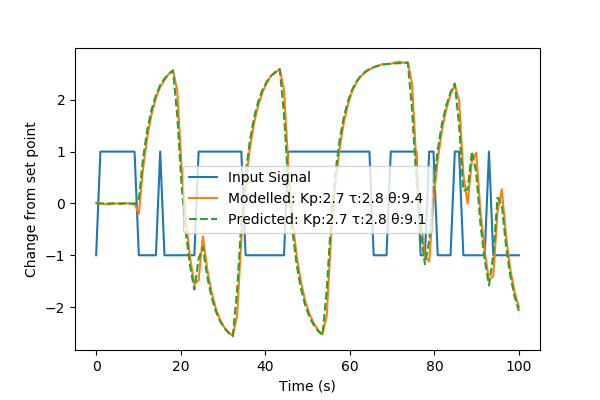 2
1
0
−1
−2
Change from set point
Input Signal
Modelled: Kp:2.7 τ:2.8 θ:9.4
Predicted: Kp:2.7 τ:2.8 θ:9.1
0 20 40 60 80 100
Time (s)